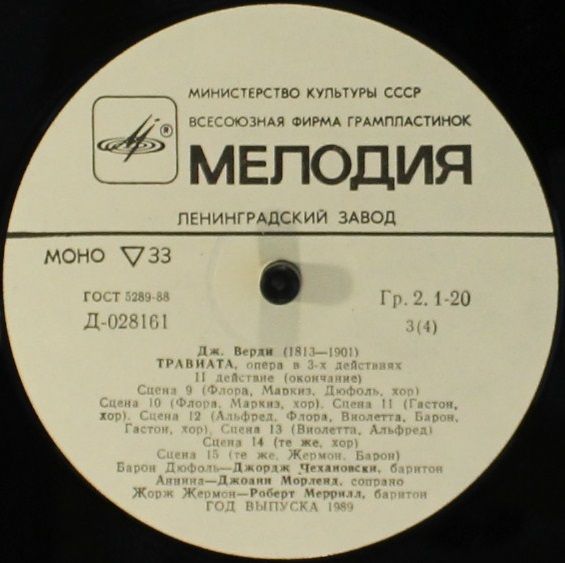 МИНИСТЕРСТВО КУЛЬТУРЫ СССР
ВСЕСОЮЗНАЯ ФИРМА ГРАМПЛАСТИНОК
®
МЕЛОДИЯ
ЛЕНИНГРАДСКИЙ ЗАВОД
МОНО ▽ 33
ГОСТ 5289-88
Гр. 2. 1-20
Д-028161
3(4)
Дж. Верди (1813—1901)
ТРАВИАТА, опера в 3-х действиях
II действие (окончание)
Сцена 9 (Флора, Маркиз, Дюфоль, хор)
Сцена 10 (Флора, Маркиз, хор). Сцена 11 (Гастон,
хор). Сцена 12 (Альфред, Флора, Виолетта, Барон,
Гастон, хор). Сцена 13 (Виолетта, Альфред)
Сцена 14 (те же, хор)
Сцена 15 (те же, Жермон, Барон)
Барон Дюфоль—Джордж Чехановски, баритон
Аннина—Джоанн Морленд, сопрано
Жорж Жермон—Роберт Меррилл, баритон
ГОД ВЫПУСКА 1989